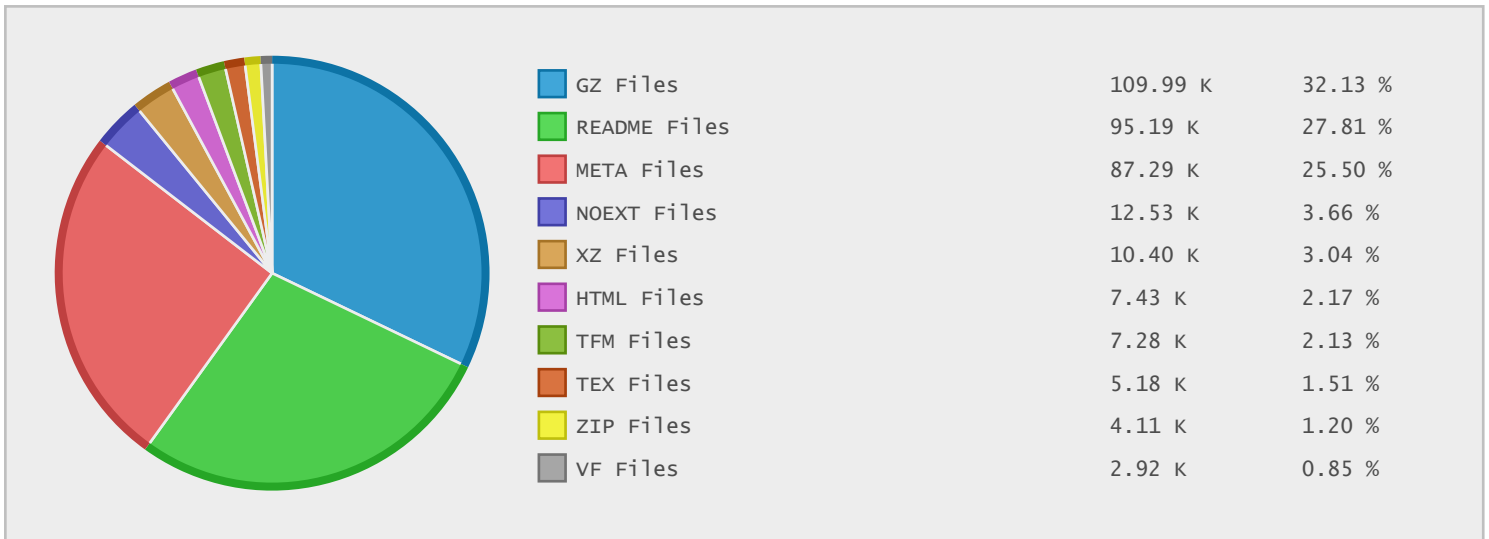 GZ Files 109.99 K 32.13 %
README Files 95.19 K 27.81 %
META Files 87.29 K 25.50 %
NOEXT Files 12.53 K 3.66 %
XZ Files 10.40 K 3.04 %
HTML Files 7.43 K 2.17 %
TFM Files 7.28 K 2.13 %
TEX Files 5.18 K 1.51 %
ZIP Files 4.11 K 1.20 %
VF Files 2.92 K 0.85 %